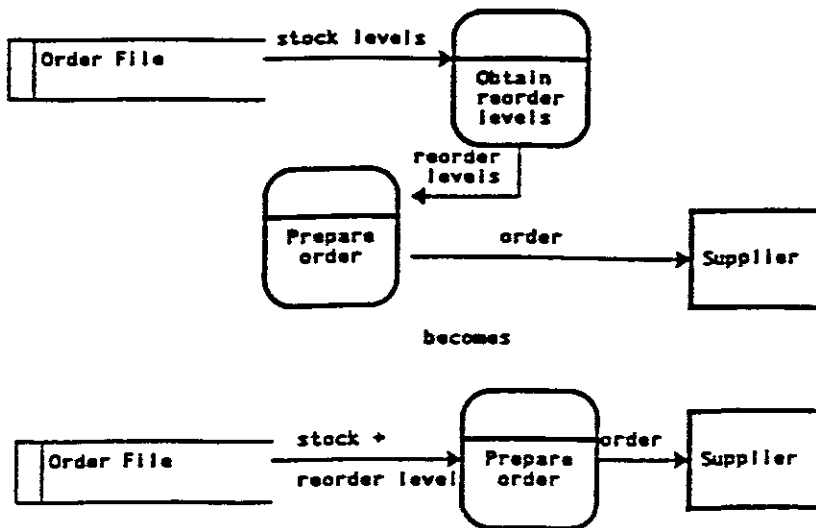 stock levels
Order File
Obtain
reorder
levels
reorder
levels
Prepare
order
order
Supplier
becomes
stock +
reorder level
Order File
Prepare
order
order
Supplier